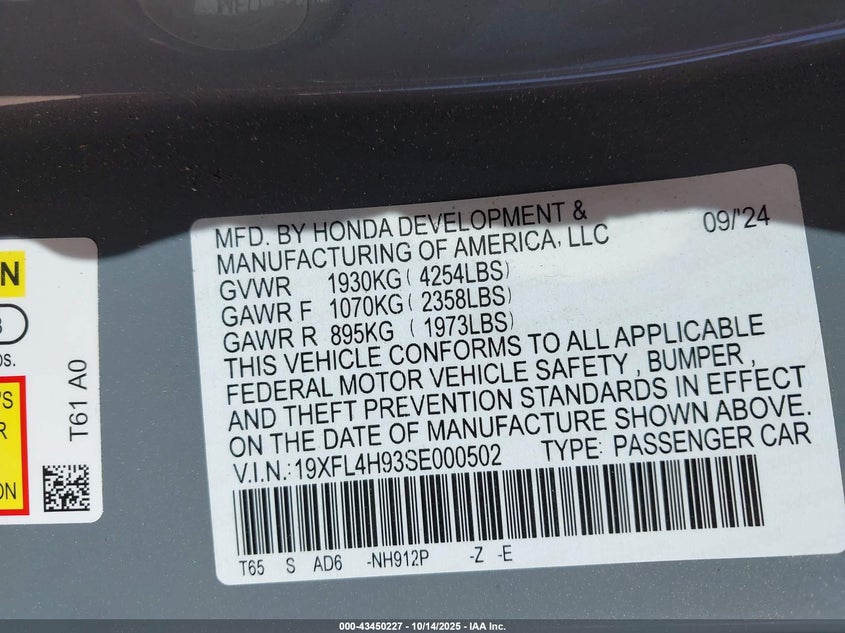 MFD. BY HONDA DEVELOPMENT &
MANUFACTURING OF AMERICA, LLC 09/'24
GVWR 1930KG ( 4254LBS)
GAWR F 1070KG ( 2358LBS)
GAWR R 895KG ( 1973LBS)
THIS VEHICLE CONFORMS TO ALL APPLICABLE
FEDERAL MOTOR VEHICLE SAFETY , BUMPER ,
AND THEFT PREVENTION STANDARDS IN EFFECT
ON THE DATE OF MANUFACTURE SHOWN ABOVE.
V.I.N.:19XFL4H93SE000502 TYPE: PASSENGER CAR
T65 S AD6 -NH912P -Z -E
T61 A0
000-43450227 - 10/14/2025 - IAA Inc.